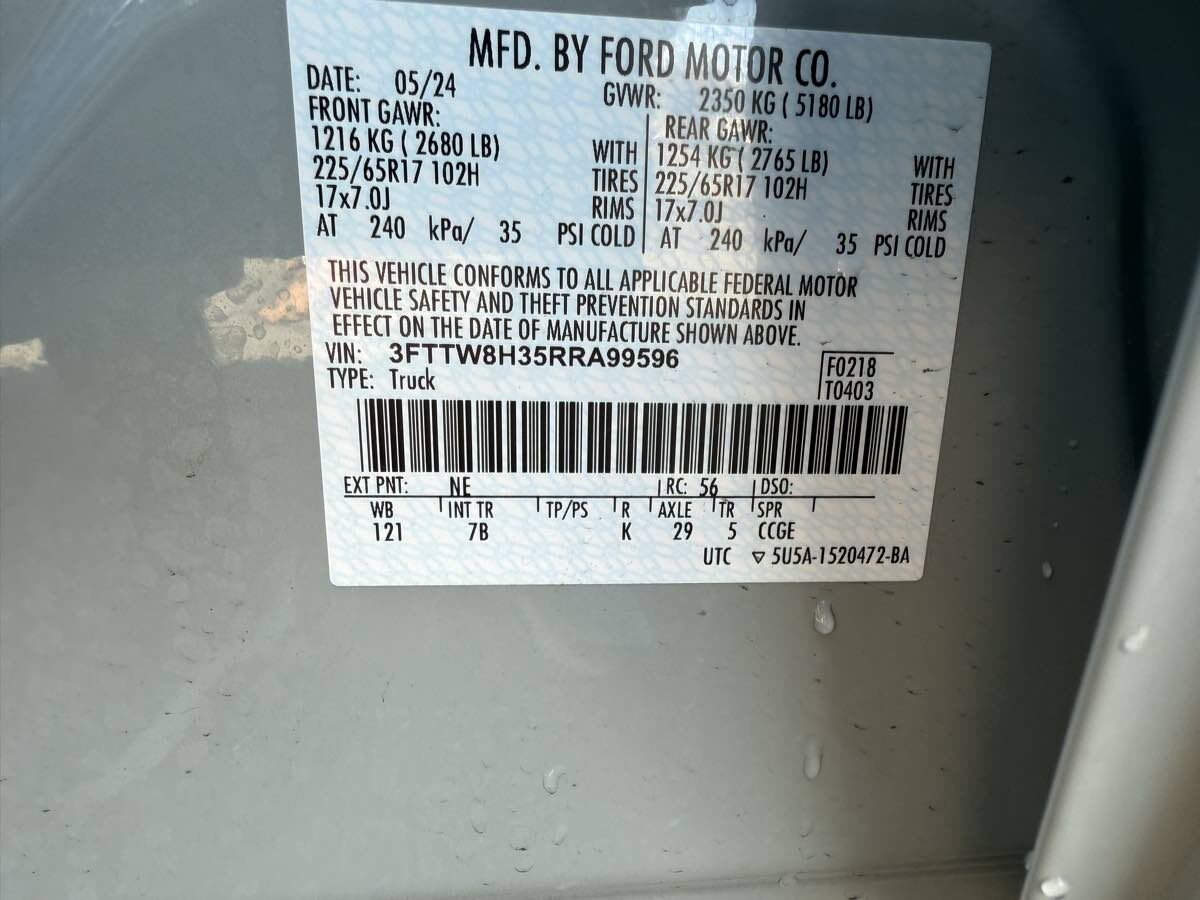 MFD. BY FORD MOTOR CO.
DATE: 05/24 GVWR: 2350 KG ( 5180 LB)
FRONT GAWR: REAR GAWR:
1216 KG ( 2680 LB) WITH 1254 KG ( 2765 LB) WITH
225/65R17 102H TIRES 225/65R17 102H TIRES
17x7.0J RIMS 17x7.0J RIMS
AT 240 kPa/ 35 PSI COLD AT 240 kPa/ 35 PSI COLD
THIS VEHICLE CONFORMS TO ALL APPLICABLE FEDERAL MOTOR
VEHICLE SAFETY AND THEFT PREVENTION STANDARDS IN
EFFECT ON THE DATE OF MANUFACTURE SHOWN ABOVE.
VIN: 3FTTW8H35RRA99596 F0218
TYPE: Truck T0403
EXT PNT: NE RC: 56 DSO:
WB INT TR TP/PS R AXLE TR SPR
121 7B K 29 5 CCGE
UTC ▽ 5U5A-1520472-BA